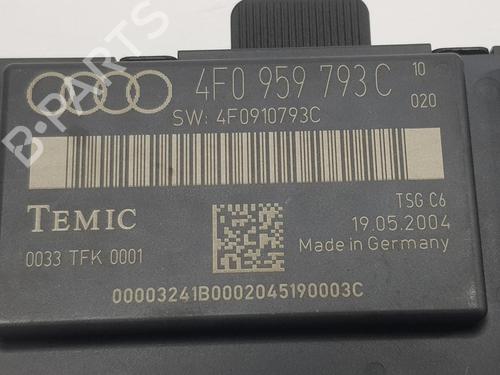 4F0 959 793C 10
020
SW: 4F0910793C
TEMIC
TSG C6
19.05.2004
0033 TFK 0001
Made in Germany
00003241B0002045190003C
B-PARTS